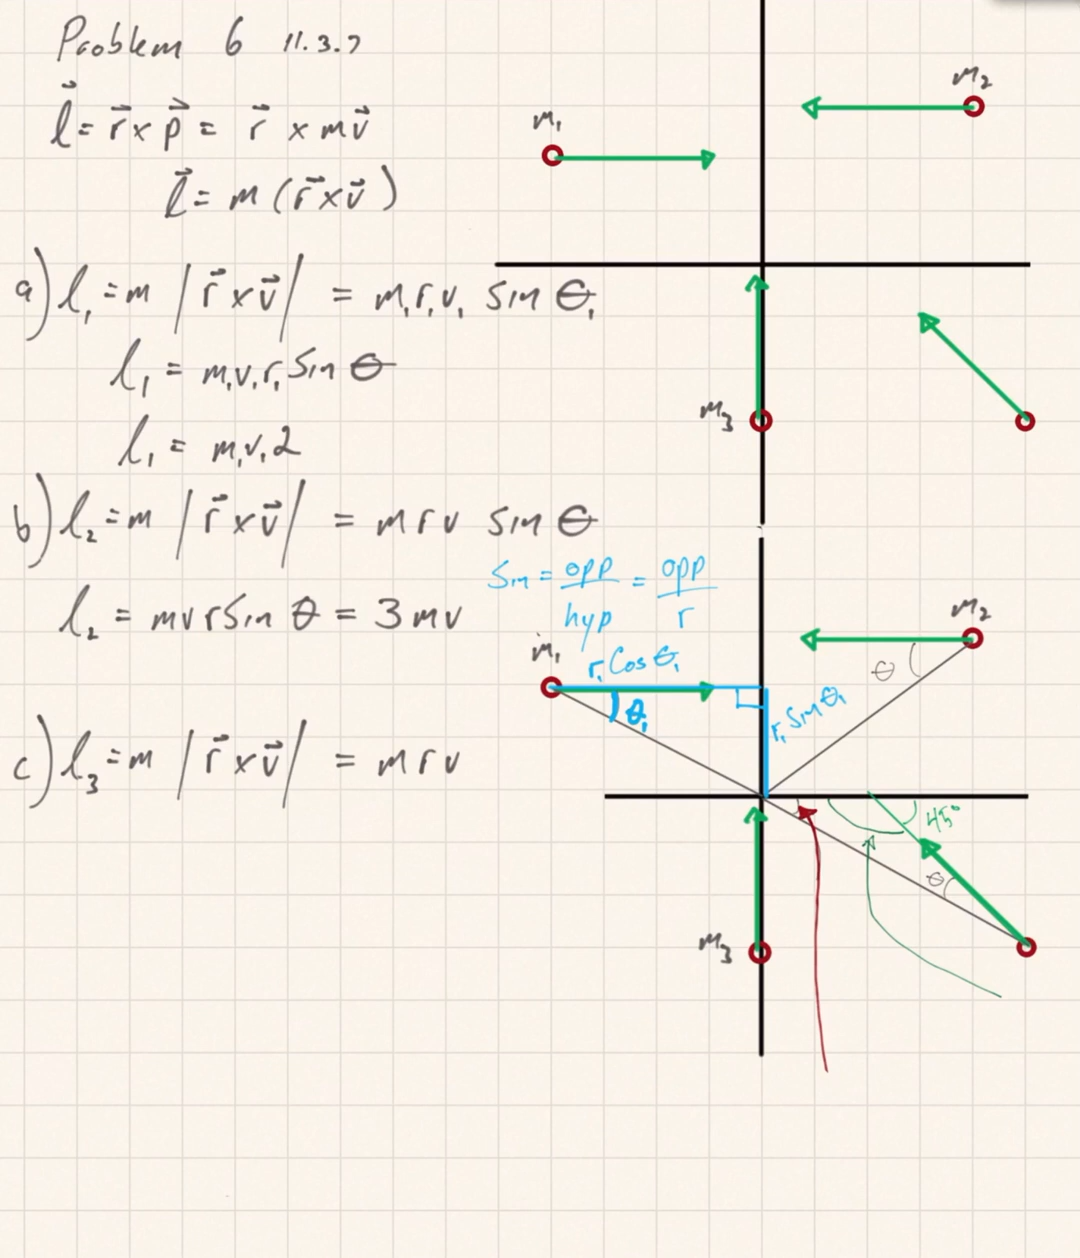 Problem 6 11.3.7
l⃗ = r⃗ × p⃗ = r⃗ × mv⃗
l⃗ = m (r⃗ × v⃗)
a) l₁ = m |r⃗ × v⃗| = m₁r₁v₁ sin θ₁
l₁ = m₁v₁r₁ sin θ
l₁ = m₁v₁2
b) l₂ = m |r⃗ × v⃗| = mrv sin θ
l₂ = mvr sin θ = 3mv
c) l₃ = m |r⃗ × v⃗| = mrv
m₁
m₂
m₃
Sin = opp/hyp = opp/r
m₁
r₁ Cos θ₁
θ₁
r₁ sin θ₁
m₂
θ
45°
θ
m₃